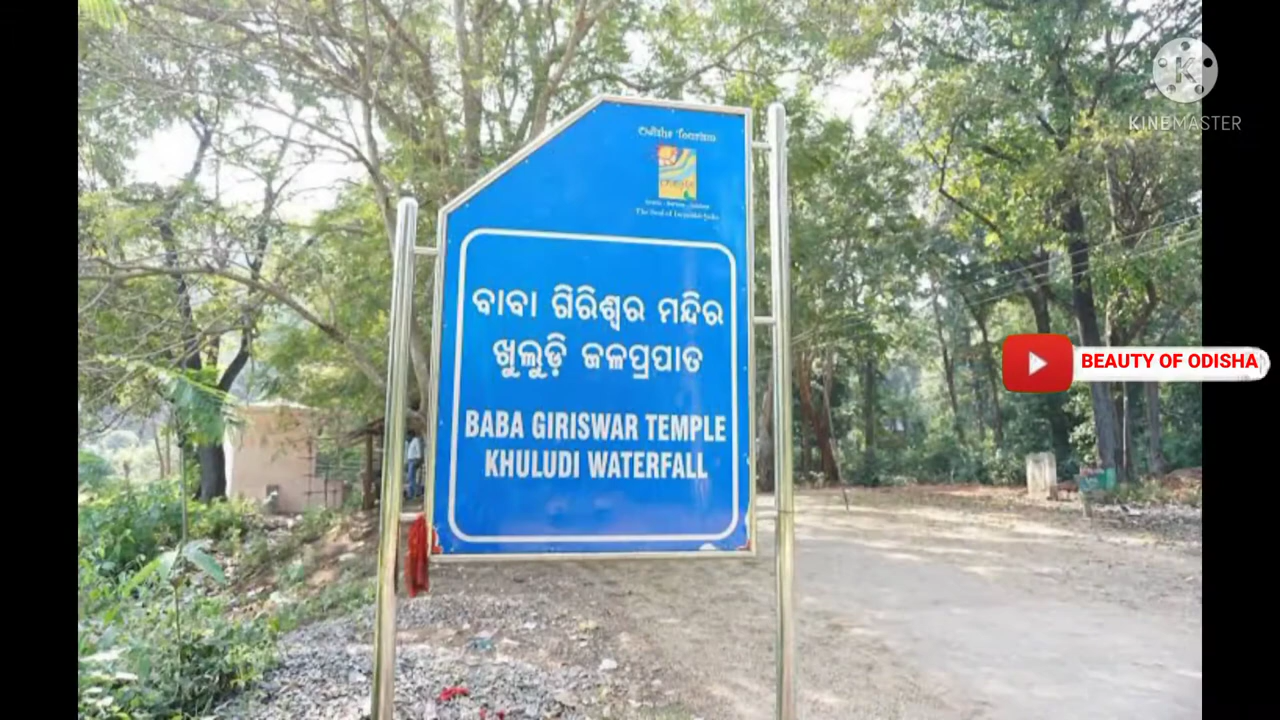 Odisha Tourism
ବାବା ଗିରିଶ୍ୱର ମନ୍ଦିର
ଖୁଲୁଡ଼ି ଜଳପ୍ରପାତ
BABA GIRISWAR TEMPLE
KHULUDI WATERFALL
KINEMASTER
BEAUTY OF ODISHA